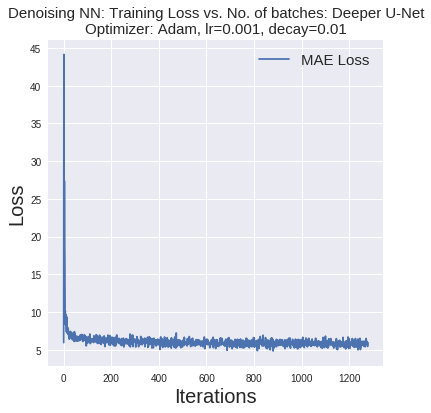 Denoising NN: Training Loss vs. No. of batches: Deeper U-Net
Optimizer: Adam, lr=0.001, decay=0.01
MAE Loss
Loss
45
40
35
30
25
20
15
10
5
0 200 400 600 800 1000 1200
Iterations